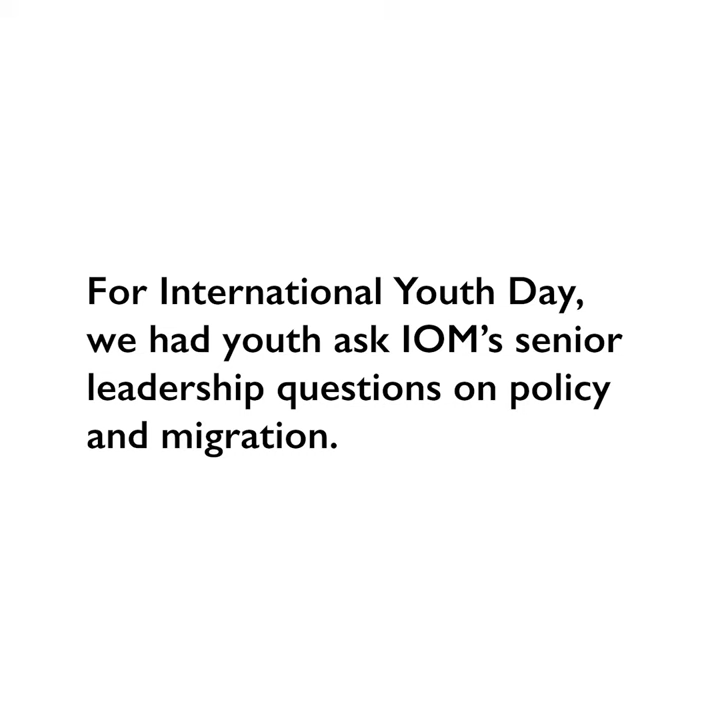 For International Youth Day,
we had youth ask IOM’s senior
leadership questions on policy
and migration.